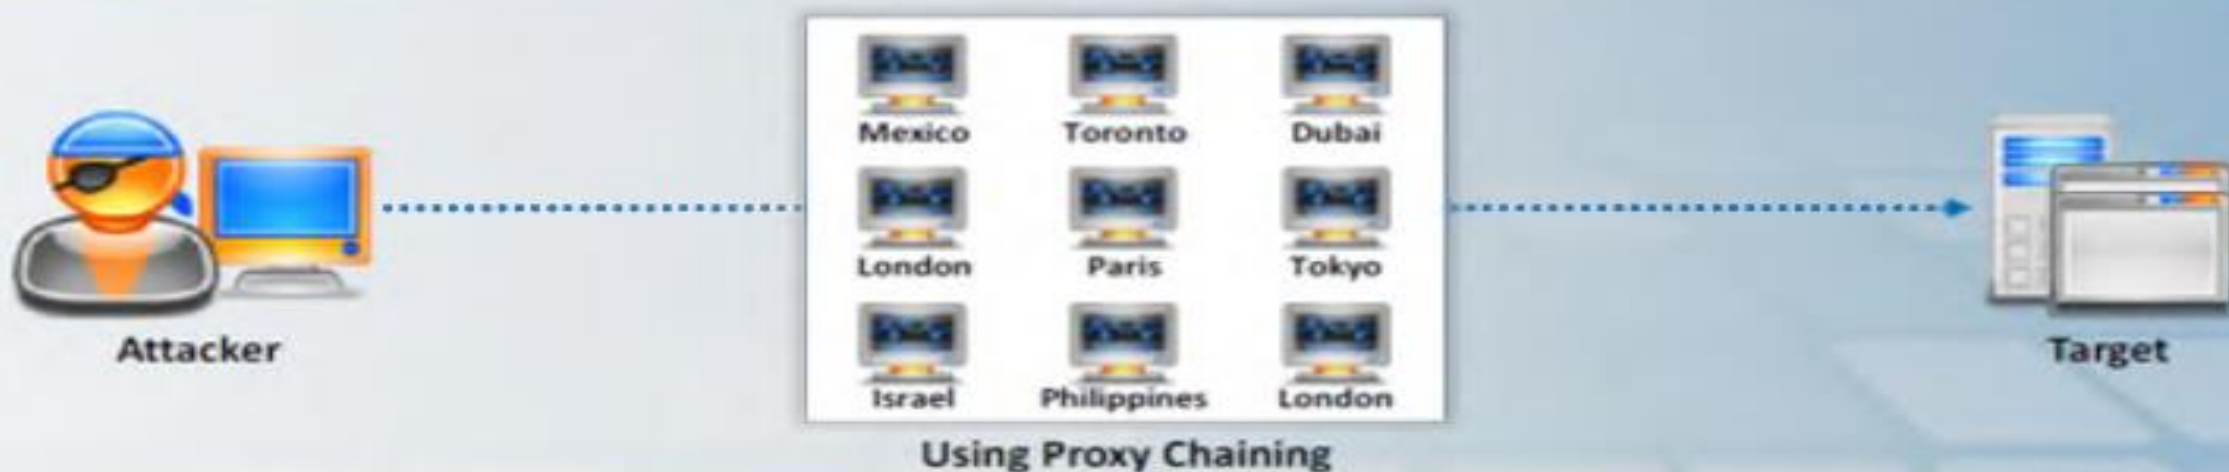 Mexico Toronto Dubai
London Paris Tokyo
Attacker
Target
Israel Philippines London
Using Proxy Chaining